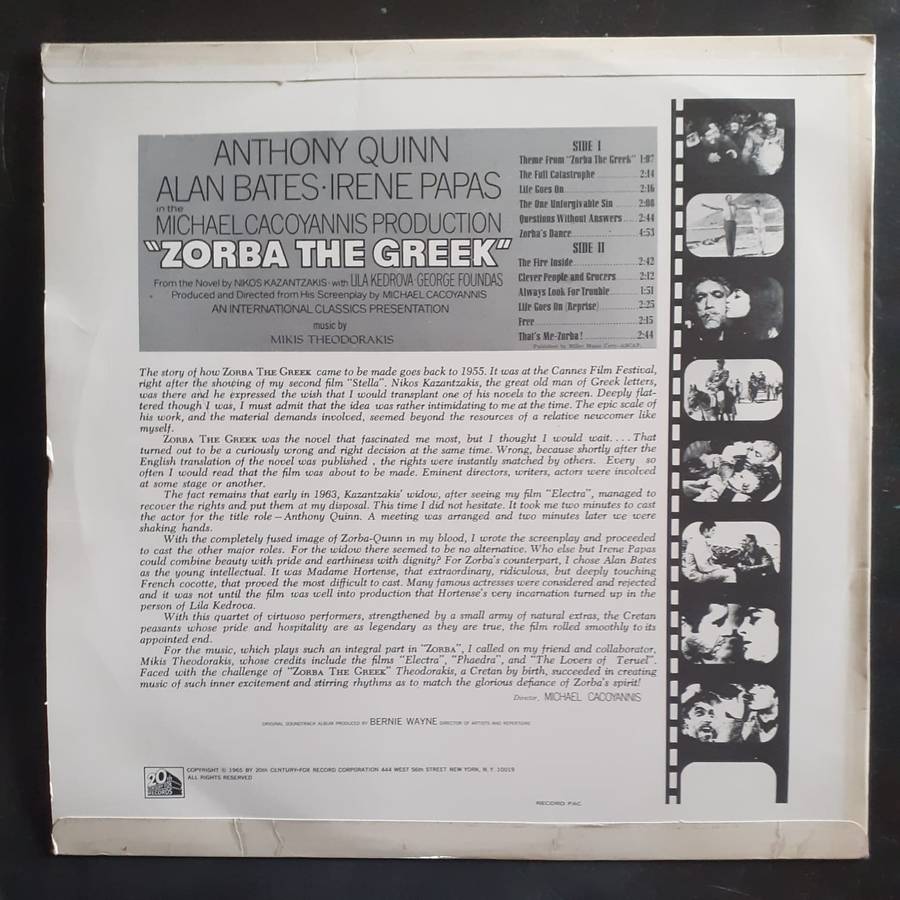 ANTHONY QUINN
ALAN BATES·IRENE PAPAS
in the
MICHAEL CACOYANNIS PRODUCTION
"ZORBA THE GREEK"
From the Novel by NIKOS KAZANTZAKIS · with LILA KEDROVA · GEORGE FOUNDAS
Produced and Directed from His Screenplay by MICHAEL CACOYANNIS
AN INTERNATIONAL CLASSICS PRESENTATION
music by
MIKIS THEODORAKIS
SIDE I
Theme From "Zorba The Greek" 1:07
The Full Catastrophe 2:14
Life Goes On 2:16
The One Unforgivable Sin 2:08
Questions Without Answers 2:44
Zorba's Dance 4:53
SIDE II
The Fire Inside 2:42
Clever People and Grocers 2:12
Always Look For Trouble 1:51
Life Goes On (Reprise) 2:25
Free 2:15
That's Me-Zorba! 2:44
The story of how ZORBA THE GREEK came to be made goes back to 1955. It was at the Cannes Film Festival,
right after the showing of my second film "Stella". Nikos Kazantzakis, the great old man of Greek letters,
was there and he expressed the wish that I would transplant one of his novels to the screen. Deeply flat-
tered though I was, I must admit that the idea was rather intimidating to me at the time. The epic scale of
his work, and the material demands involved, seemed beyond the resources of a relative newcomer like
myself.
ZORBA THE GREEK was the novel that fascinated me most, but I thought I would wait.... That
turned out to be a curiously wrong and right decision at the same time. Wrong, because shortly after the
English translation of the novel was published , the rights were instantly snatched by others. Every so
often I would read that the film was about to be made. Eminent directors, writers, actors were involved
at some stage or another.
The fact remains that early in 1963, Kazantzakis' widow, after seeing my film "Electra", managed to
recover the rights and put them at my disposal. This time I did not hesitate. It took me two minutes to cast
the actor for the title role – Anthony Quinn. A meeting was arranged and two minutes later we were
shaking hands.
With the completely fused image of Zorba-Quinn in my blood, I wrote the screenplay and proceeded
to cast the other major roles. For the widow there seemed to be no alternative. Who else but Irene Papas
could combine beauty with pride and earthiness with dignity? For Zorba's counterpart, I chose Alan Bates
as the young intellectual. It was Madame Hortense, that extraordinary, ridiculous, but deeply touching
French cocotte, that proved the most difficult to cast. Many famous actresses were considered and rejected
and it was not until the film was well into production that Hortense's very incarnation turned up in the
person of Lila Kedrova.
With this quartet of virtuoso performers, strengthened by a small army of natural extras, the Cretan
peasants whose pride and hospitality are as legendary as they are true, the film rolled smoothly to its
appointed end.
For the music, which plays such an integral part in "ZORBA", I called on my friend and collaborator,
Mikis Theodorakis, whose credits include the films "Electra", "Phaedra", and "The Lovers of Teruel".
Faced with the challenge of "ZORBA THE GREEK" Theodorakis, a Cretan by birth, succeeded in creating
music of such inner excitement and stirring rhythms as to match the glorious defiance of Zorba's spirit!
Director, MICHAEL CACOYANNIS
ORIGINAL SOUNDTRACK ALBUM PRODUCED BY BERNIE WAYNE DIRECTOR OF ARTISTS AND REPERTOIRE
20th
RECORDS
COPYRIGHT © 1965 BY 20th CENTURY-FOX RECORD CORPORATION 444 WEST 56th STREET NEW YORK, N.Y. 10019
ALL RIGHTS RESERVED
RECORD PAC